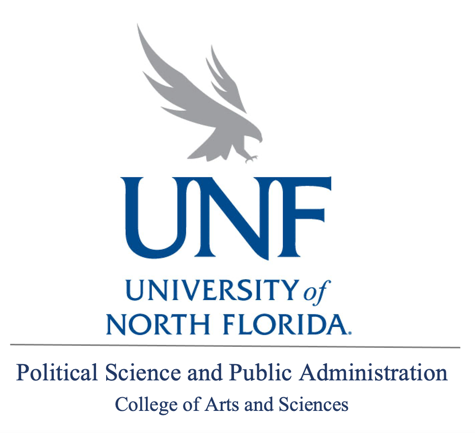 UNF
UNIVERSITY of
NORTH FLORIDA.
Political Science and Public Administration
College of Arts and Sciences